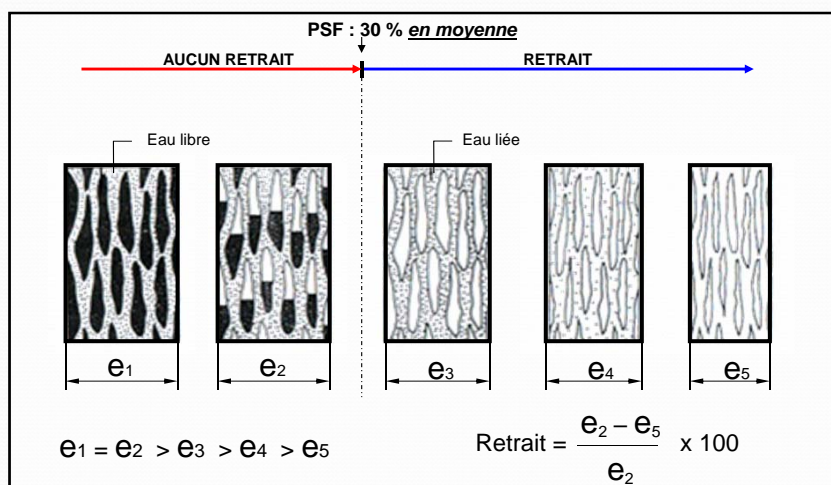 PSF : 30 % en moyenne
AUCUN RETRAIT
RETRAIT
Eau libre
Eau liée
e1
e2
e3
e4
e5
e1 = e2 > e3 > e4 > e5
Retrait = e2 – e5 / e2 x 100